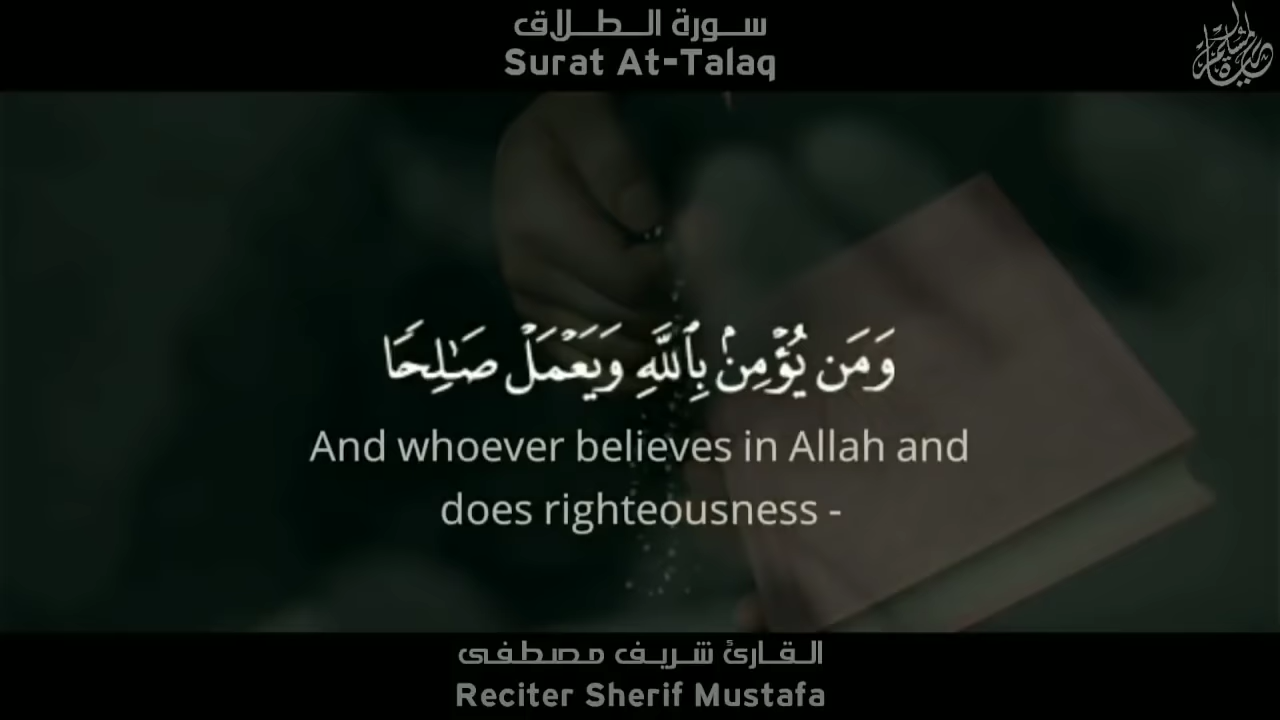 سورة الطلاق
Surat At-Talaq
وَمَن يُؤْمِنۢ بِٱللَّهِ وَيَعْمَلْ صَـٰلِحًا
And whoever believes in Allah and
does righteousness -
القارئ شريف مصطفى
Reciter Sherif Mustafa